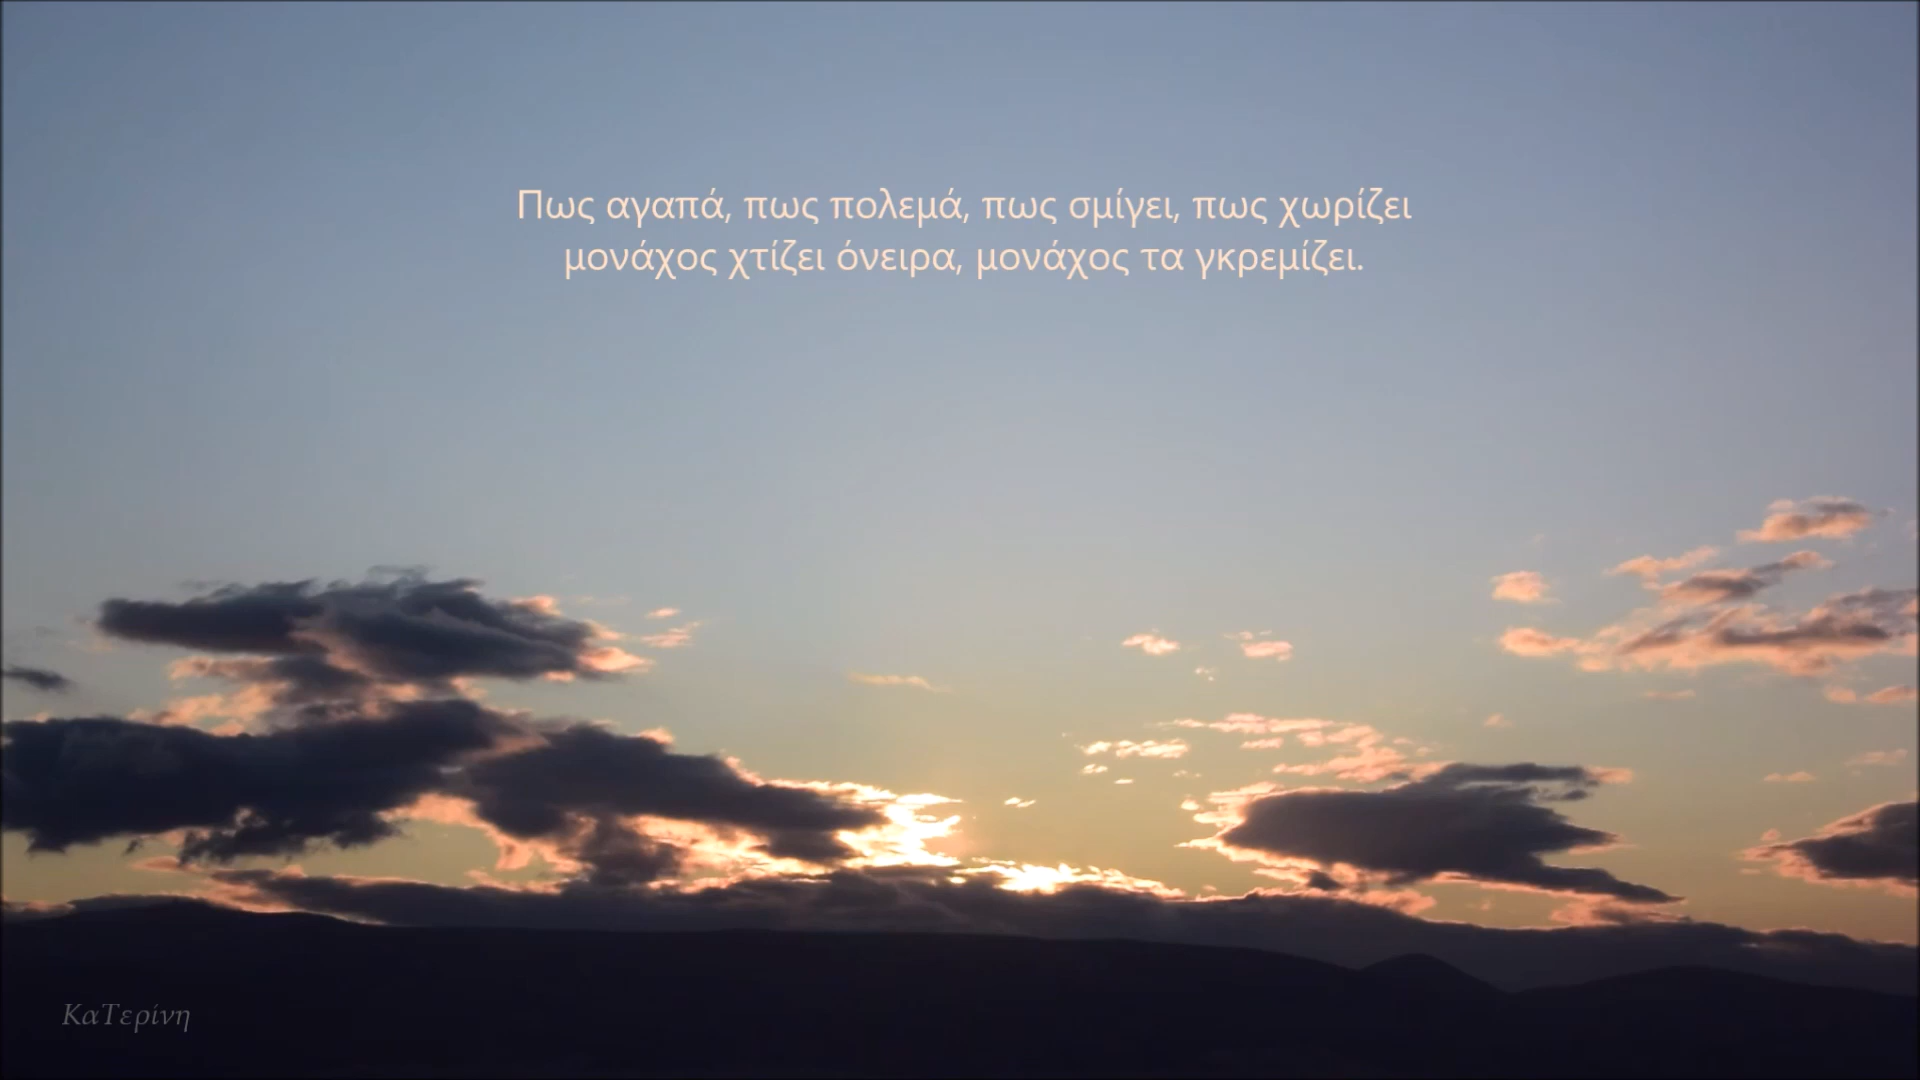 Πως αγαπά, πως πολεμά, πως σμίγει, πως χωρίζει
μονάχος χτίζει όνειρα, μονάχος τα γκρεμίζει.
ΚαΤερίνη